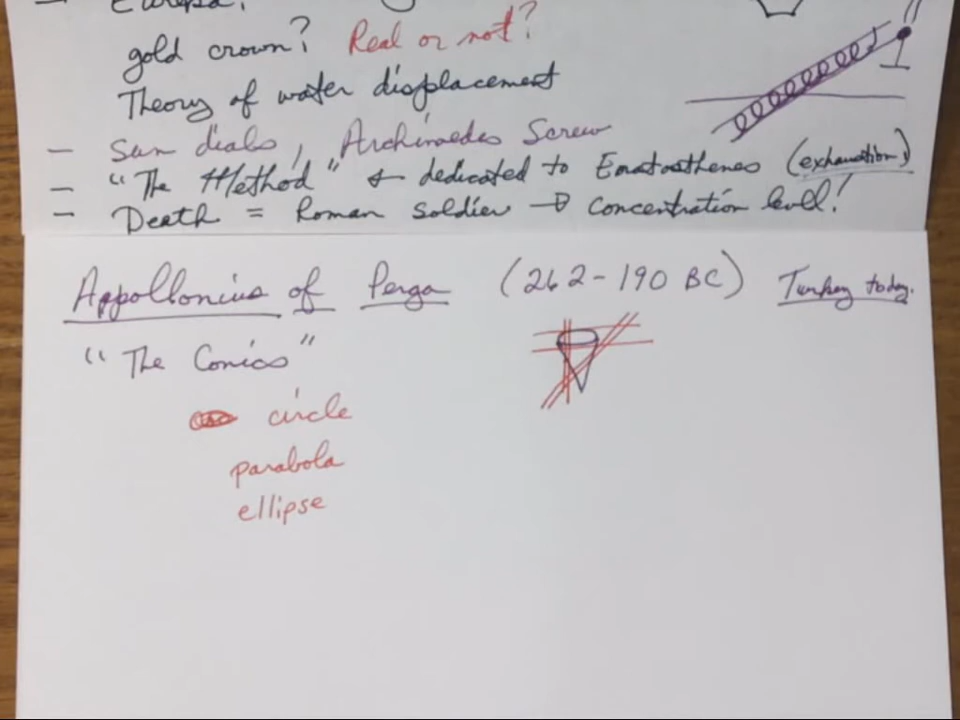 gold crown? Real or not?
Theory of water displacement
— Sun dials, Archimedes Screw
— "The Method" ← dedicated to Eratosthenes (exhaustion)
— Death = Roman Soldier → concentration level!
Appollonius of Perga (262-190 BC) Turkey today.
"The Conics"
circle
parabola
ellipse